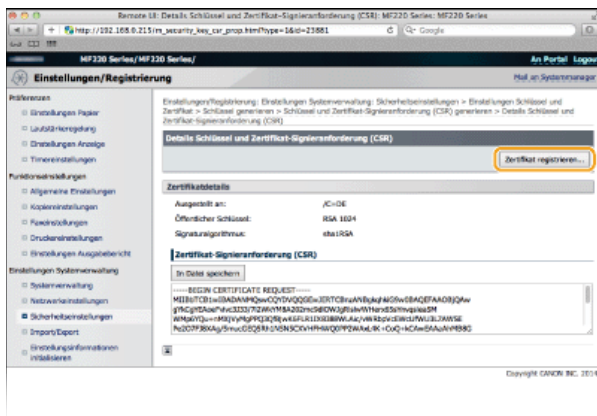 Remote UI: Details Schlüssel und Zertifikat-Signieranforderung (CSR): MF220 Series: MF220 Series
http://192.168.0.215/m_security_key_csr_prop.html?type=1&id=23881
Google
MF220 Series/MF220 Series/
An Portal Logou
Einstellungen/Registrierung
Mail an Systemmanager
Präferenzen
Einstellungen Papier
Lautstärkeregelung
Einstellungen Anzeige
Timereinstellungen
Funktionseinstellungen
Allgemeine Einstellungen
Kopiereinstellungen
Faxeinstellungen
Druckereinstellungen
Einstellungen Ausgabebericht
Einstellungen Systemverwaltung
Systemverwaltung
Netzwerkeinstellungen
Sicherheitseinstellungen
Import/Export
Einstellungsinformationen
initialisieren
Einstellungen/Registrierung: Einstellungen Systemverwaltung: Sicherheitseinstellungen > Einstellungen Schlüssel und
Zertifikat > Schlüssel generieren > Schlüssel und Zertifikat-Signieranforderung (CSR) generieren > Details Schlüssel und
Zertifikat-Signieranforderung (CSR)
Details Schlüssel und Zertifikat-Signieranforderung (CSR)
Zertifikat registrieren...
Zertifikatdetails
Ausgestellt an: /C=DE
Öffentlicher Schlüssel: RSA 1024
Signaturalgorithmus: sha1RSA
Zertifikat-Signieranforderung (CSR)
In Datei speichern
-----BEGIN CERTIFICATE REQUEST-----
Copyright CANON INC. 2014